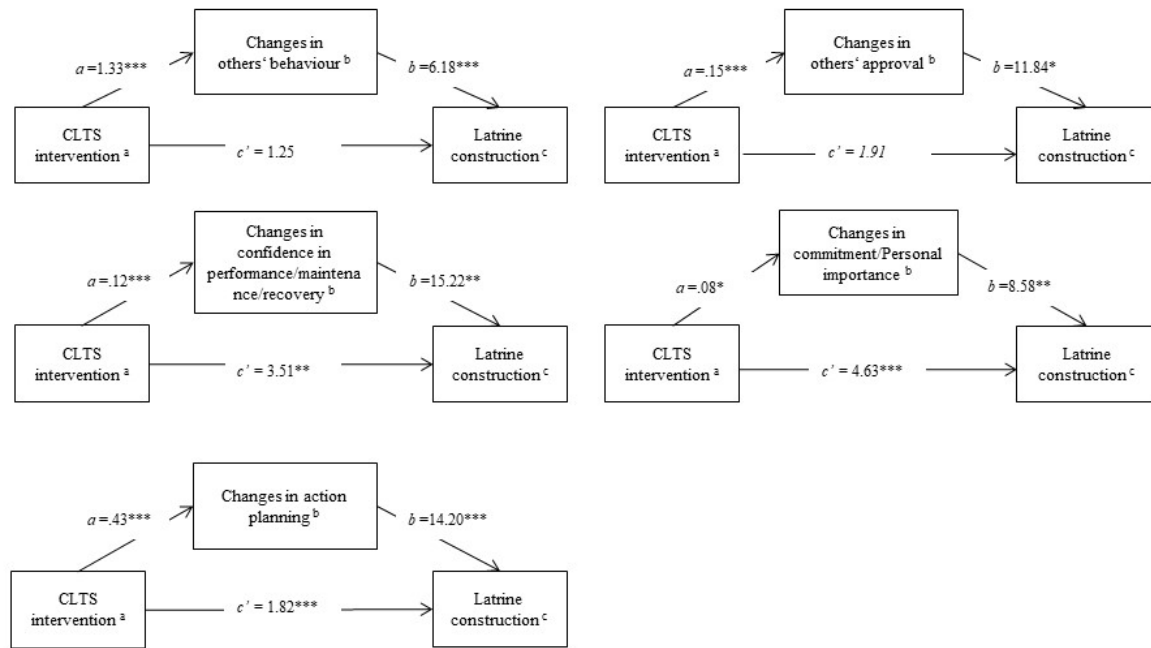 Changes in
others‘ behaviour b
a =1.33***
b =6.18***
CLTS
intervention a
c’ = 1.25
Latrine
construction c
Changes in
others‘ approval b
a =.15***
b =11.84*
CLTS
intervention a
c’ = 1.91
Latrine
construction c
Changes in
confidence in
performance/maintena
nce/recovery b
a =.12***
b =15.22**
CLTS
intervention a
c’ = 3.51**
Latrine
construction c
Changes in
commitment/Personal
importance b
a =.08*
b =8.58**
CLTS
intervention a
c’ = 4.63***
Latrine
construction c
Changes in action
planning b
a =.43***
b =14.20***
CLTS
intervention a
c’ = 1.82***
Latrine
construction c